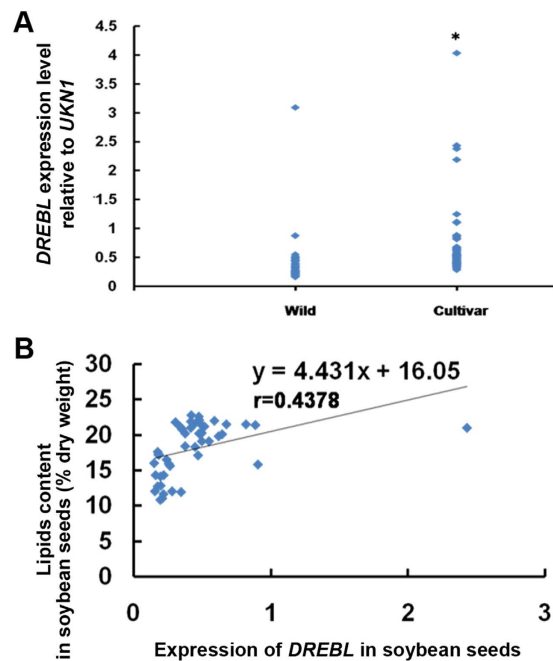 A
DREBL expression level
relative to UKN1
4.5
4
3.5
3
2.5
2
1.5
1
0.5
0
*
Wild Cultivar
B
Lipids content
in soybean seeds (% dry weight)
30
25
20
15
10
5
0
y = 4.431x + 16.05
r=0.4378
0 1 2 3
Expression of DREBL in soybean seeds